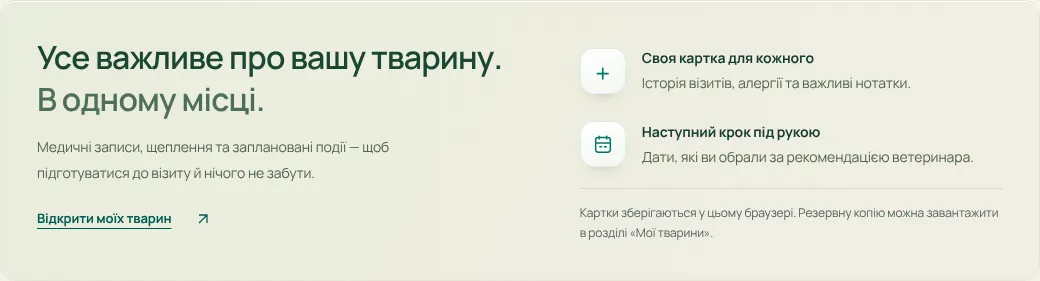 Усе важливе про вашу тварину.
В одному місці.
Медичні записи, щеплення та заплановані події — щоб
підготуватися до візиту й нічого не забути.
Відкрити моїх тварин
Своя картка для кожного
Історія візитів, алергії та важливі нотатки.
Наступний крок під рукою
Дати, які ви обрали за рекомендацією ветеринара.
Картки зберігаються у цьому браузері. Резервну копію можна завантажити
в розділі «Мої тварини».